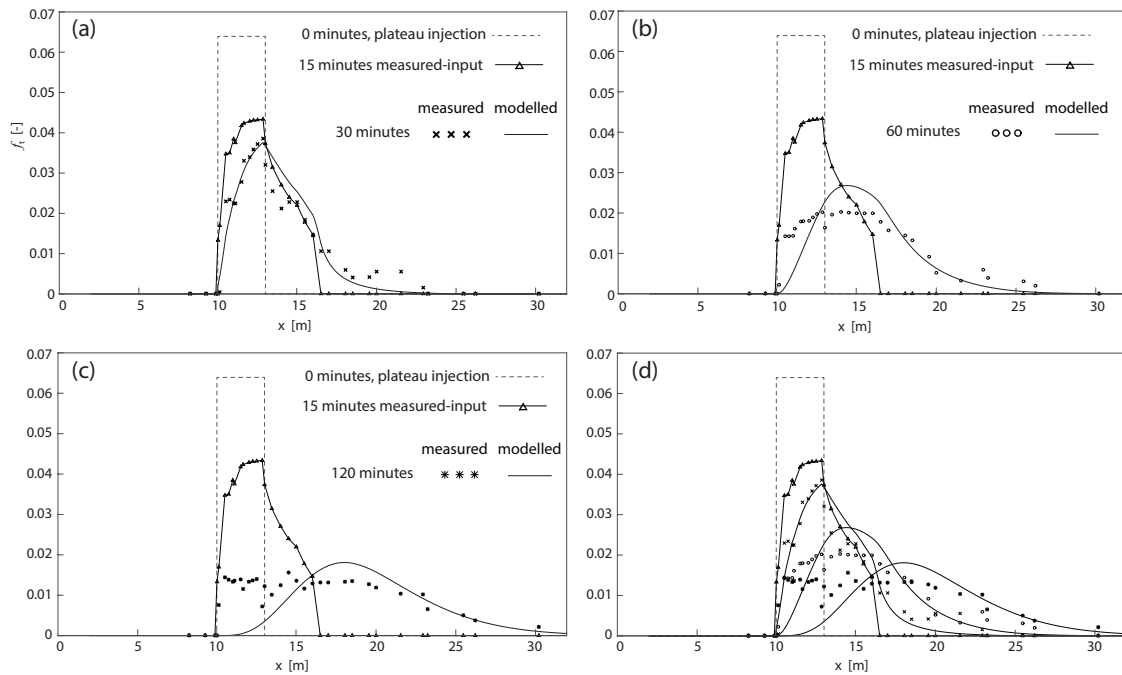 (a)
0 minutes, plateau injection
15 minutes measured-input
measured modelled
30 minutes
fₜ [-]
0.07
0.06
0.05
0.04
0.03
0.02
0.01
0
0 5 10 15 20 25 30
x [m]
(b)
0 minutes, plateau injection
15 minutes measured-input
measured modelled
60 minutes
0.07
0.06
0.05
0.04
0.03
0.02
0.01
0
0 5 10 15 20 25 30
x [m]
(c)
0 minutes, plateau injection
15 minutes measured-input
measured modelled
120 minutes
0.07
0.06
0.05
0.04
0.03
0.02
0.01
0
0 5 10 15 20 25 30
x [m]
(d)
0.07
0.06
0.05
0.04
0.03
0.02
0.01
0
0 5 10 15 20 25 30
x [m]